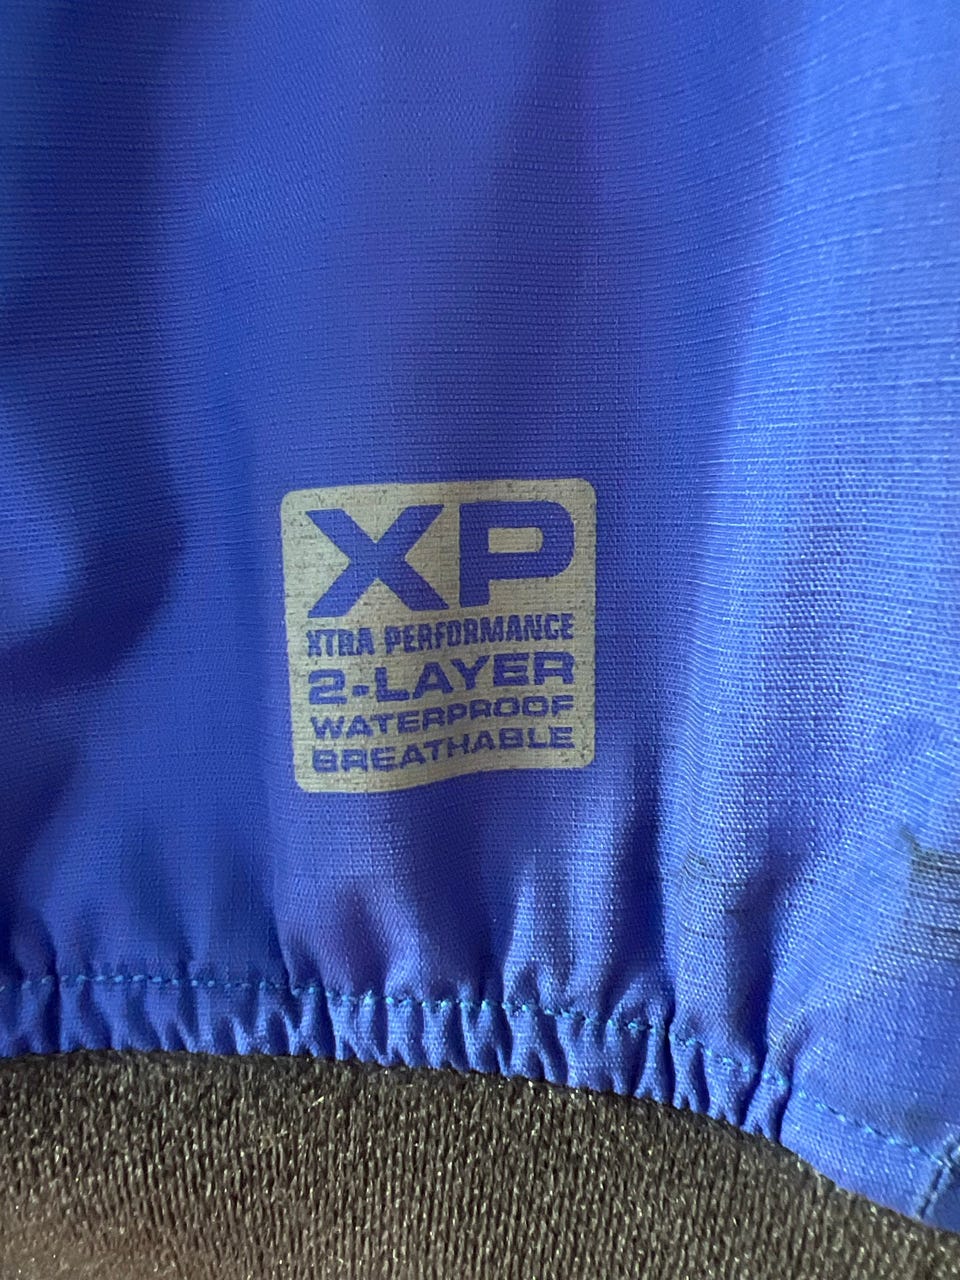 XP
XTRA PERFORMANCE
2-LAYER
WATERPROOF
BREATHABLE